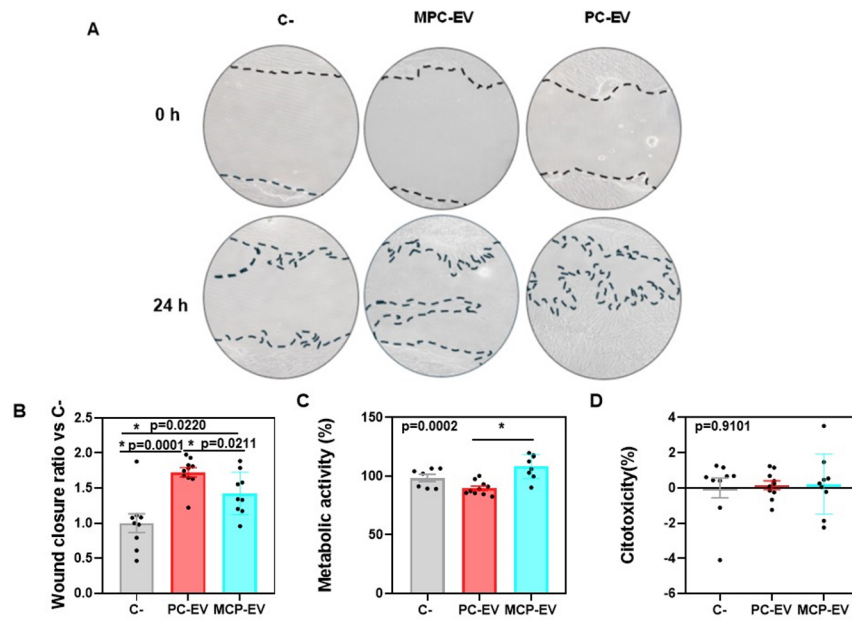 A
C-
MPC-EV
PC-EV
0 h
24 h
B
Wound closure ratio vs C-
2.5
2.0
1.5
1.0
0.5
0.0
* p=0.0220
* p=0.0001
* p=0.0211
C-
PC-EV
MCP-EV
C
Metabolic activity (%)
150
100
50
0
p=0.0002
*
C-
PC-EV
MCP-EV
D
Citotoxicity(%)
4
2
0
-2
-4
-6
p=0.9101
C-
PC-EV
MCP-EV